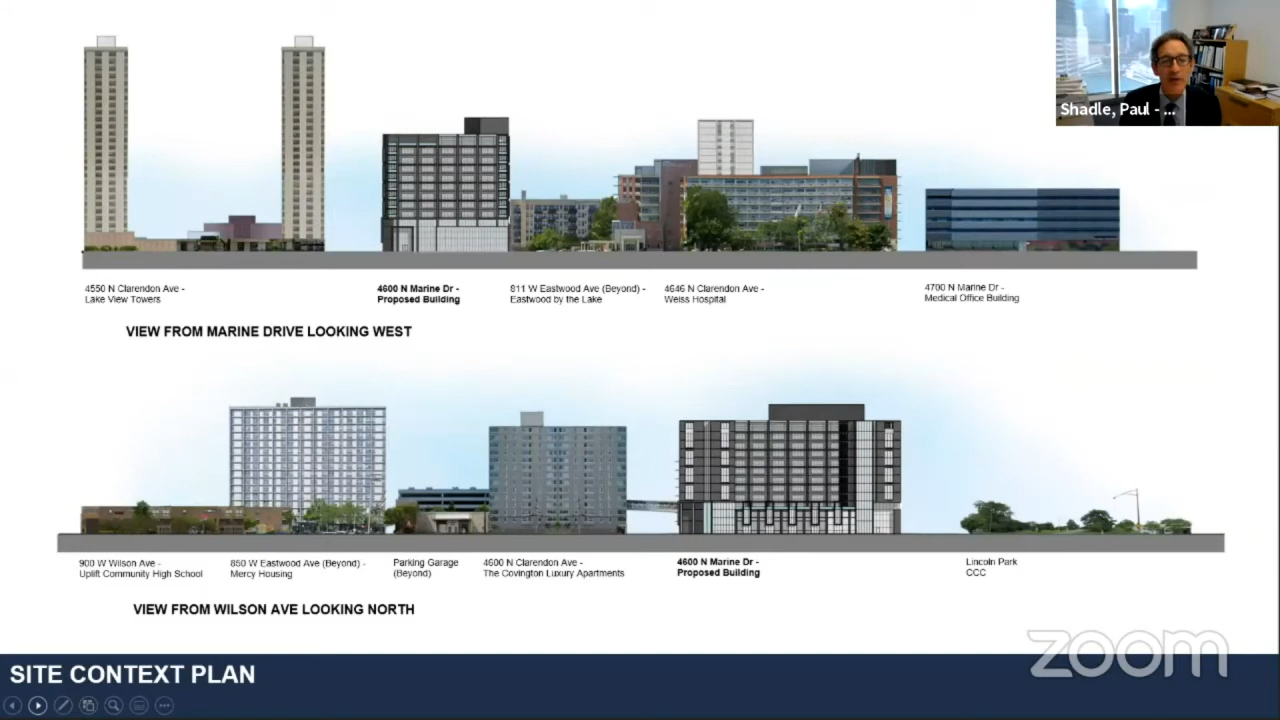 Shadle, Paul - ...
4550 N Clarendon Ave -
Lake View Towers
4600 N Marine Dr -
Proposed Building
811 W Eastwood Ave (Beyond) -
Eastwood by the Lake
4646 N Clarendon Ave -
Weiss Hospital
4700 N Marine Dr -
Medical Office Building
VIEW FROM MARINE DRIVE LOOKING WEST
900 W Wilson Ave -
Uplift Community High School
850 W Eastwood Ave (Beyond) -
Mercy Housing
Parking Garage
(Beyond)
4600 N Clarendon Ave -
The Covington Luxury Apartments
4600 N Marine Dr -
Proposed Building
Lincoln Park
CCC
VIEW FROM WILSON AVE LOOKING NORTH
zoom
SITE CONTEXT PLAN